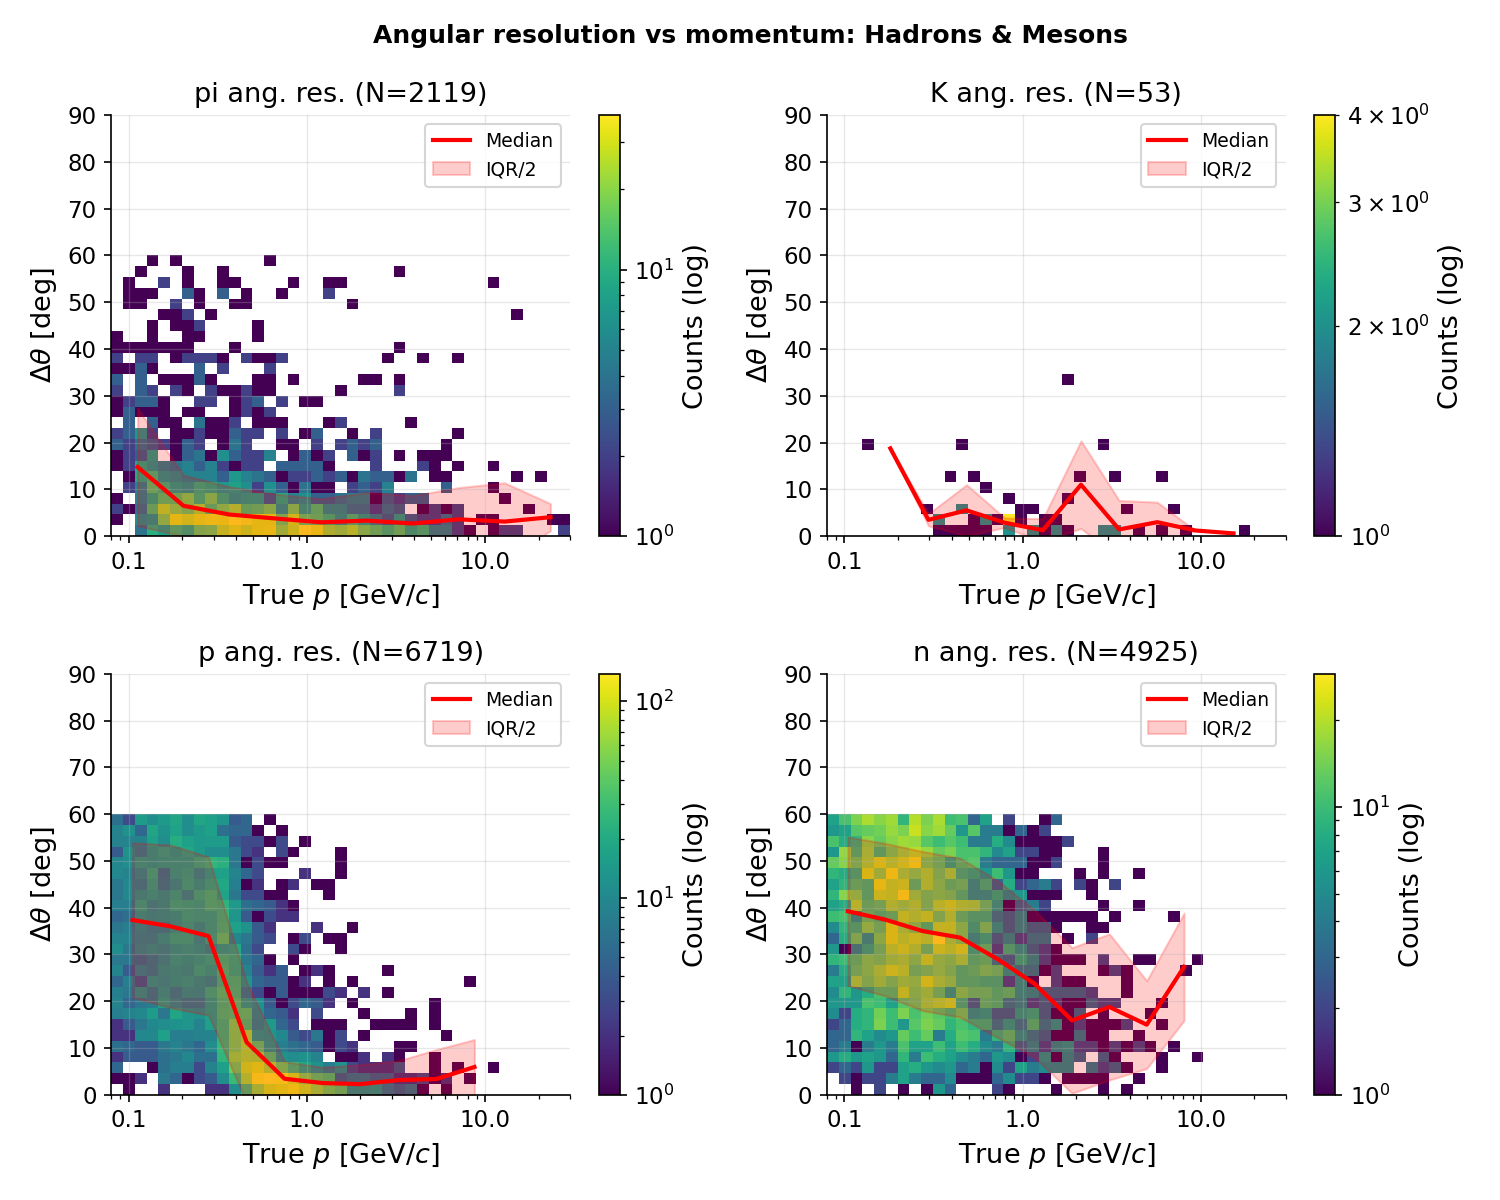 Angular resolution vs momentum: Hadrons & Mesons
pi ang. res. (N=2119)
90
80
70
60
50
40
30
20
10
0
Δθ [deg]
0.1
1.0
10.0
True p [GeV/c]
Median
IQR/2
10¹
10⁰
Counts (log)
K ang. res. (N=53)
90
80
70
60
50
40
30
20
10
0
Δθ [deg]
0.1
1.0
10.0
True p [GeV/c]
Median
IQR/2
4 × 10⁰
3 × 10⁰
2 × 10⁰
10⁰
Counts (log)
p ang. res. (N=6719)
90
80
70
60
50
40
30
20
10
0
Δθ [deg]
0.1
1.0
10.0
True p [GeV/c]
Median
IQR/2
10²
10¹
10⁰
Counts (log)
n ang. res. (N=4925)
90
80
70
60
50
40
30
20
10
0
Δθ [deg]
0.1
1.0
10.0
True p [GeV/c]
Median
IQR/2
10¹
10⁰
Counts (log)